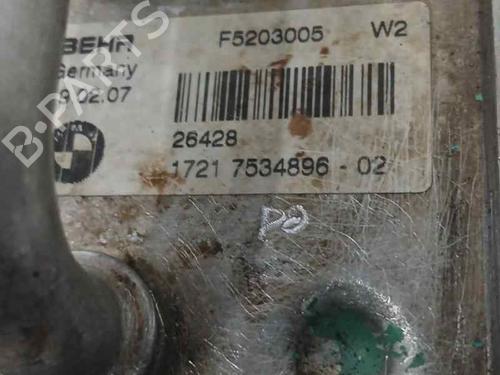 BEHR F5203005 W2
Germany
9.02.07
26428
1721 7534896 - 02
B-PARTS